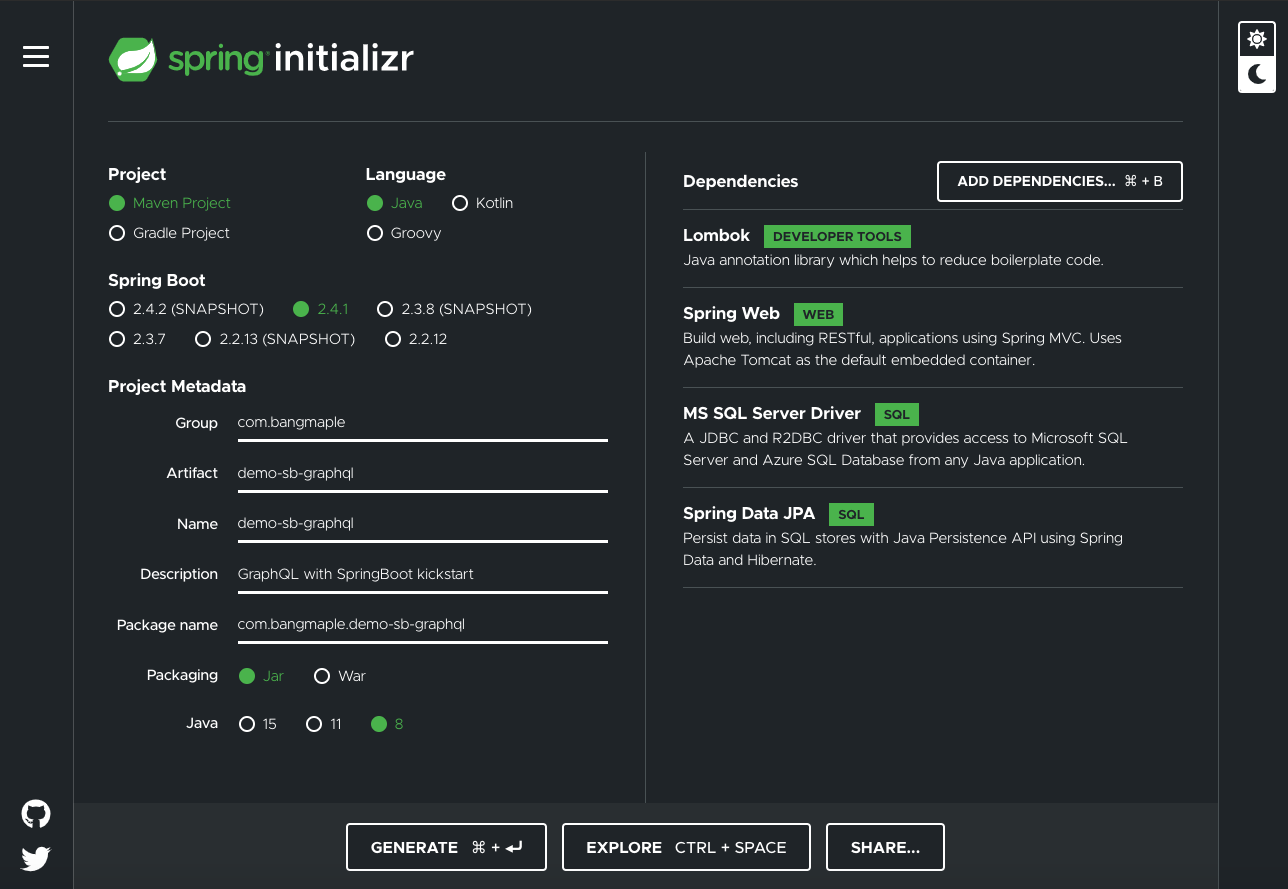 spring initializr
Project
Maven Project
Gradle Project
Language
Java Kotlin
Groovy
Spring Boot
2.4.2 (SNAPSHOT) 2.4.1 2.3.8 (SNAPSHOT)
2.3.7 2.2.13 (SNAPSHOT) 2.2.12
Project Metadata
Group com.bangmaple
Artifact demo-sb-graphql
Name demo-sb-graphql
Description GraphQL with SpringBoot kickstart
Package name com.bangmaple.demo-sb-graphql
Packaging Jar War
Java 15 11 8
Dependencies ADD DEPENDENCIES... ⌘ + B
Lombok DEVELOPER TOOLS
Java annotation library which helps to reduce boilerplate code.
Spring Web WEB
Build web, including RESTful, applications using Spring MVC. Uses
Apache Tomcat as the default embedded container.
MS SQL Server Driver SQL
A JDBC and R2DBC driver that provides access to Microsoft SQL
Server and Azure SQL Database from any Java application.
Spring Data JPA SQL
Persist data in SQL stores with Java Persistence API using Spring
Data and Hibernate.
GENERATE ⌘ + ⏎ EXPLORE CTRL + SPACE SHARE...